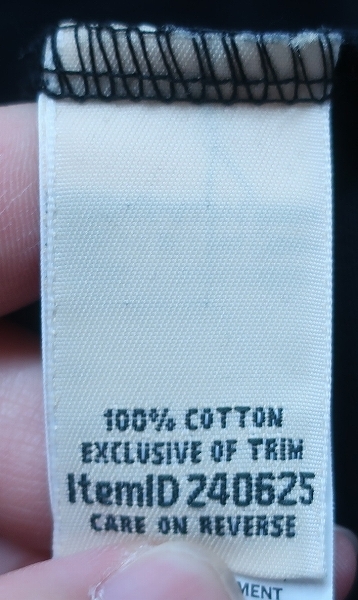 100% COTTON
EXCLUSIVE OF TRIM
ItemID 240625
CARE ON REVERSE